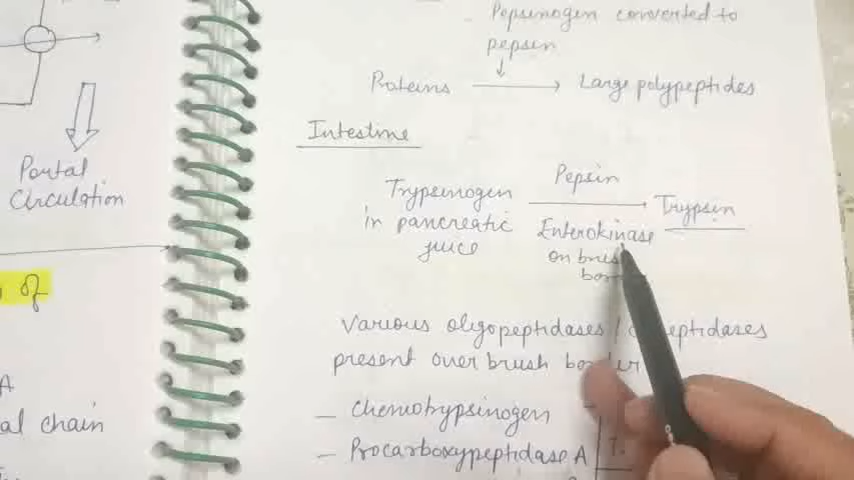 Portal
Circulation
of
A
al chain
Pepsinogen converted to
pepsin
Proteins → Large polypeptides
Intestine
Trypsinogen
in pancreatic
juice
Pepsin
→
Enterokinase
on
Trypsin
Various oligopeptidases /
present over brush border
- Chemotrypsinogen
- Procarboxypeptidase A